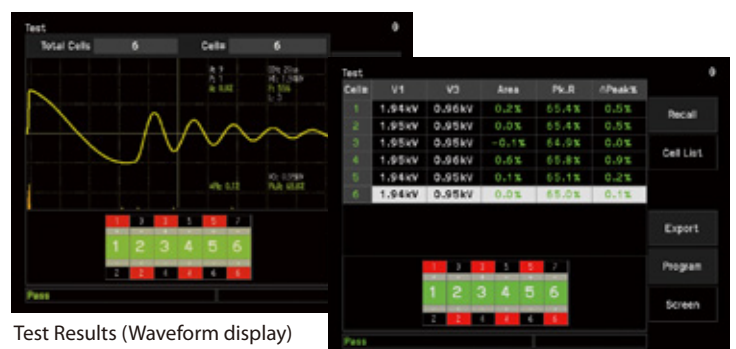 Test
Total Cells 6 Cell# 6
1 2 3 4 5 6
Pass
Test Results (Waveform display)
Test
Cell# V1 V3 Area Pk.R △Peak%
1 1.94kV 0.96kV 0.2% 65.4% 0.5%
2 1.95kV 0.95kV 0.0% 65.4% 0.5%
3 1.95kV 0.95kV -0.1% 64.9% 0.0%
4 1.95kV 0.96kV 0.6% 65.8% 0.9%
5 1.94kV 0.95kV 0.1% 65.1% 0.2%
6 1.94kV 0.95kV 0.0% 65.0% 0.1%
Recall
Cell List
Export
Program
Screen
1 2 3 4 5 6
Pass